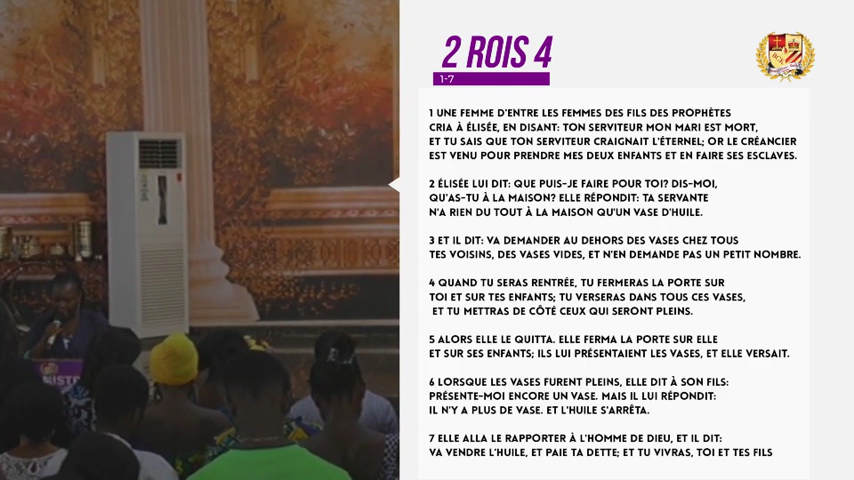 2 ROIS 4
1-7
1 UNE FEMME D'ENTRE LES FEMMES DES FILS DES PROPHÈTES
CRIA À ÉLISÉE, EN DISANT: TON SERVITEUR MON MARI EST MORT,
ET TU SAIS QUE TON SERVITEUR CRAIGNAIT L'ÉTERNEL; OR LE CRÉANCIER
EST VENU POUR PRENDRE MES DEUX ENFANTS ET EN FAIRE SES ESCLAVES.
2 ÉLISÉE LUI DIT: QUE PUIS-JE FAIRE POUR TOI? DIS-MOI,
QU'AS-TU À LA MAISON? ELLE RÉPONDIT: TA SERVANTE
N'A RIEN DU TOUT À LA MAISON QU'UN VASE D'HUILE.
3 ET IL DIT: VA DEMANDER AU DEHORS DES VASES CHEZ TOUS
TES VOISINS, DES VASES VIDES, ET N'EN DEMANDE PAS UN PETIT NOMBRE.
4 QUAND TU SERAS RENTRÉE, TU FERMERAS LA PORTE SUR
TOI ET SUR TES ENFANTS; TU VERSERAS DANS TOUS CES VASES,
ET TU METTRAS DE CÔTÉ CEUX QUI SERONT PLEINS.
5 ALORS ELLE LE QUITTA. ELLE FERMA LA PORTE SUR ELLE
ET SUR SES ENFANTS; ILS LUI PRÉSENTAIENT LES VASES, ET ELLE VERSAIT.
6 LORSQUE LES VASES FURENT PLEINS, ELLE DIT À SON FILS:
PRÉSENTE-MOI ENCORE UN VASE. MAIS IL LUI RÉPONDIT:
IL N'Y A PLUS DE VASE. ET L'HUILE S'ARRÊTA.
7 ELLE ALLA LE RAPPORTER À L'HOMME DE DIEU, ET IL DIT:
VA VENDRE L'HUILE, ET PAIE TA DETTE; ET TU VIVRAS, TOI ET TES FILS